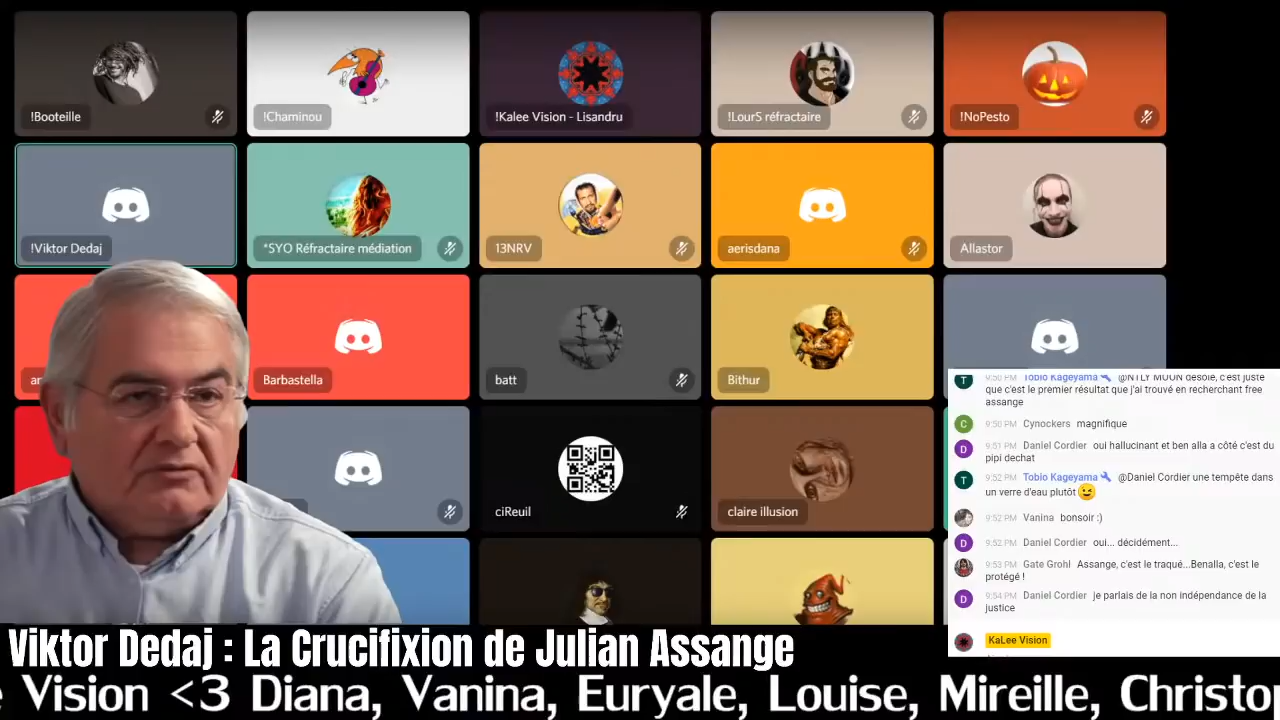 !Booteille
!Chaminou
!Kalee Vision - Lisandru
!LourS réfractaire
!NoPesto
!Viktor Dedaj
*SYO Réfractaire médiation
13NRV
aerisdana
Allastor
Barbastella
batt
Bithur
ciReuil
claire illusion
T
9:50 PM Tobio Kageyama @NTLY MOON désolé, c'est juste
que c'est le premier résultat que j'ai trouvé en recherchant free
assange
C
9:50 PM Cynockers magnifique
D
9:51 PM Daniel Cordier oui hallucinant et ben alla a côté c'est du
pipi dechat
T
9:52 PM Tobio Kageyama @Daniel Cordier une tempête dans
un verre d'eau plutôt
9:52 PM Vanina bonsoir :)
D
9:52 PM Daniel Cordier oui... décidément...
9:53 PM Gate Grohl Assange, c'est le traqué...Benalla, c'est le
protégé !
D
9:54 PM Daniel Cordier je parlais de la non indépendance de la
justice
KaLee Vision
Viktor Dedaj : La Crucifixion de Julian Assange
e Vision <3 Diana, Vanina, Euryale, Louise, Mireille, Christop